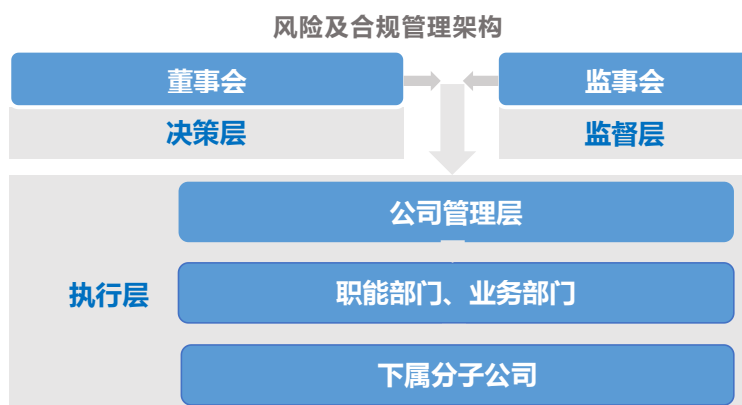 风险及合规管理架构
董事会
监事会
决策层
监督层
公司管理层
执行层
职能部门、业务部门
下属分子公司